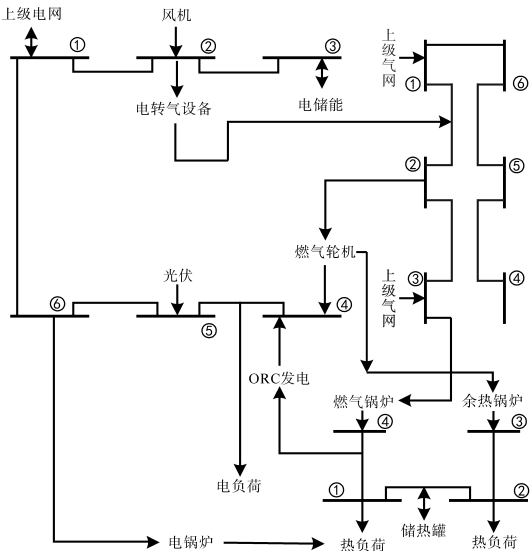 上级电网
风机
①
②
③
上级气网
①
⑥
电转气设备
电储能
②
⑤
燃气轮机
光伏
上级气网
③
④
⑥
⑤
④
ORC发电
燃气锅炉
余热锅炉
④
③
电负荷
①
②
储热罐
电锅炉
热负荷
热负荷